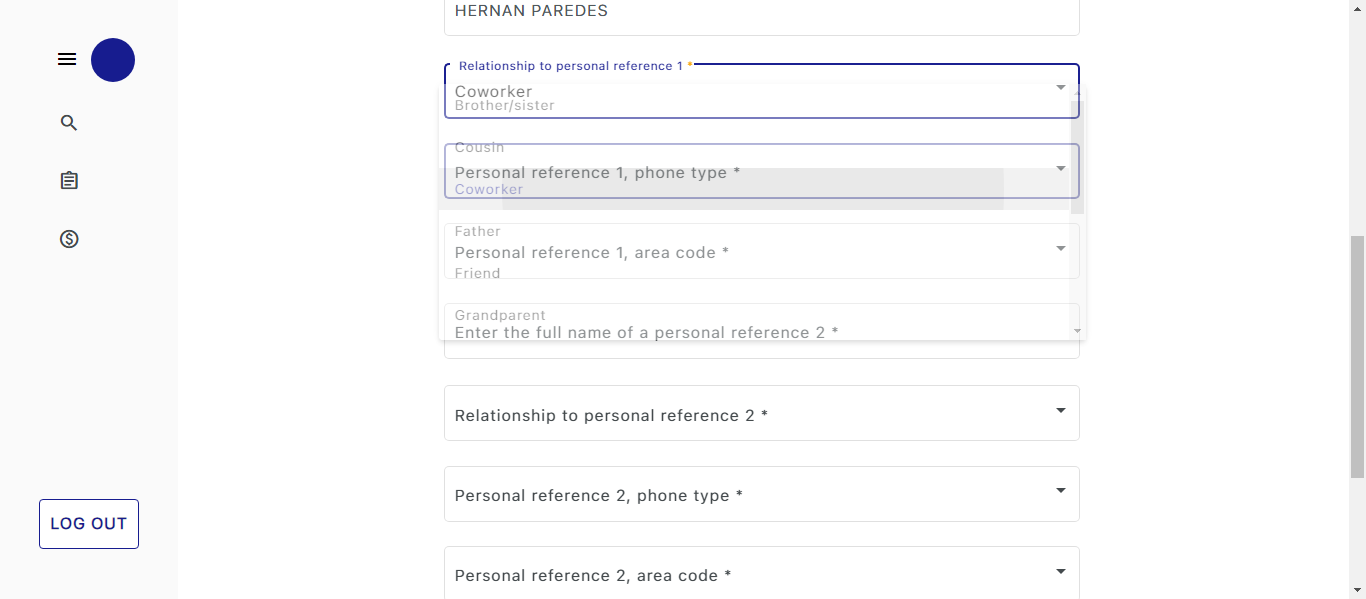 HERNAN PAREDES
Relationship to personal reference 1 *
Coworker
Brother/sister
Cousin
Personal reference 1, phone type *
Coworker
Father
Personal reference 1, area code *
Friend
Grandparent
Enter the full name of a personal reference 2 *
Relationship to personal reference 2 *
Personal reference 2, phone type *
LOG OUT
Personal reference 2, area code *